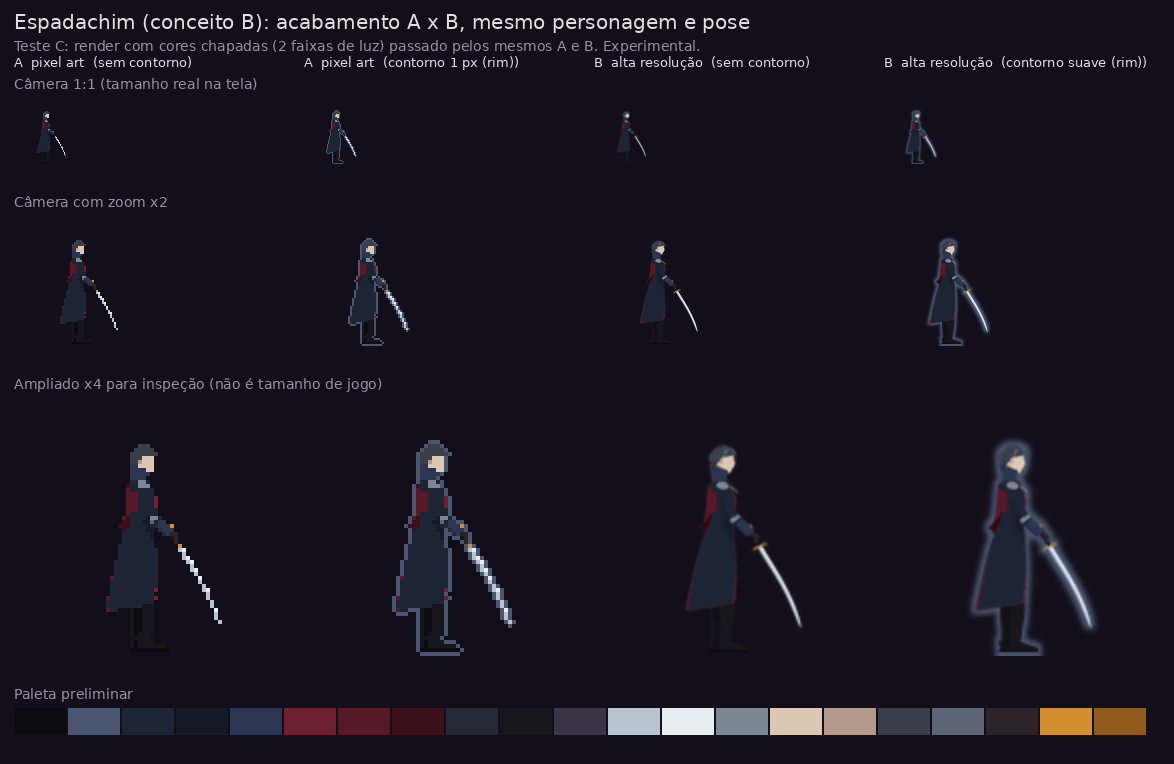 Espadachim (conceito B): acabamento A x B, mesmo personagem e pose
Teste C: render com cores chapadas (2 faixas de luz) passado pelos mesmos A e B. Experimental.
A  pixel art  (sem contorno)
A  pixel art  (contorno 1 px (rim))
B  alta resolução  (sem contorno)
B  alta resolução  (contorno suave (rim))
Câmera 1:1 (tamanho real na tela)
Câmera com zoom x2
Ampliado x4 para inspeção (não é tamanho de jogo)
Paleta preliminar